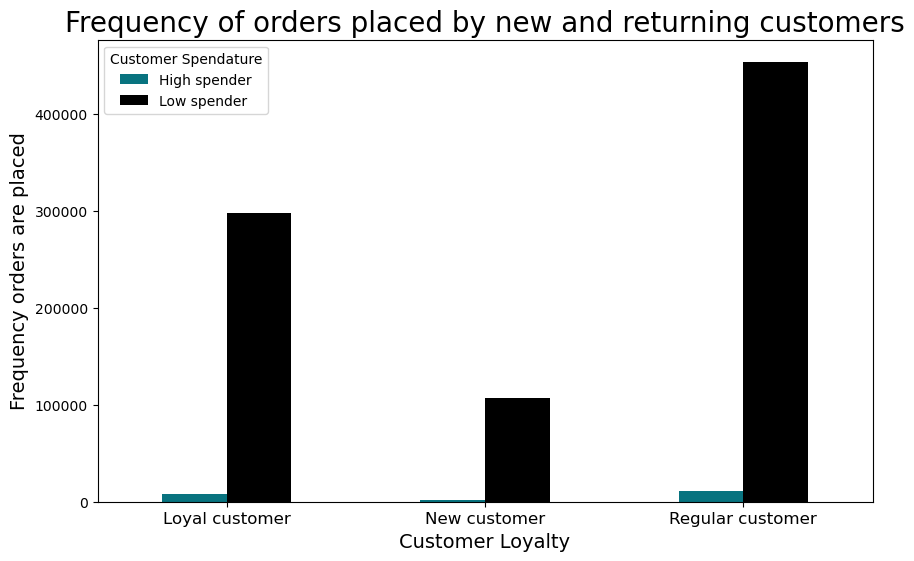 Frequency of orders placed by new and returning customers
Customer Spendature
High spender
Low spender
Frequency orders are placed
400000
300000
200000
100000
0
Loyal customer
New customer
Regular customer
Customer Loyalty